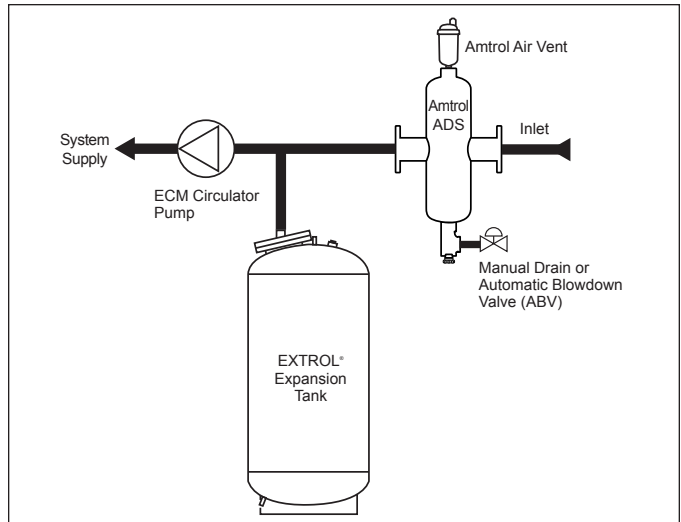 Amtrol Air Vent
Amtrol
ADS
Inlet
System
Supply
ECM Circulator
Pump
Manual Drain or
Automatic Blowdown
Valve (ABV)
EXTROL®
Expansion
Tank